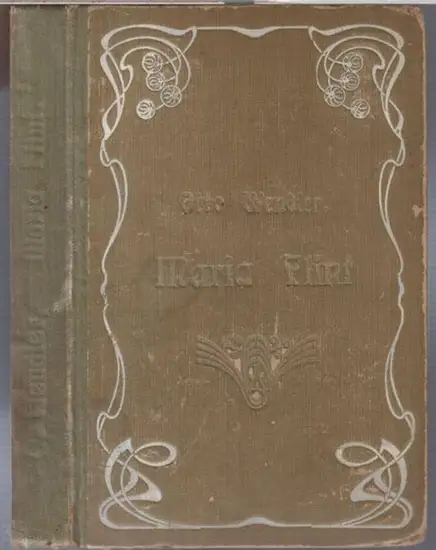 Otto Wendler.
Maria Flint
Wendler Maria Flint.